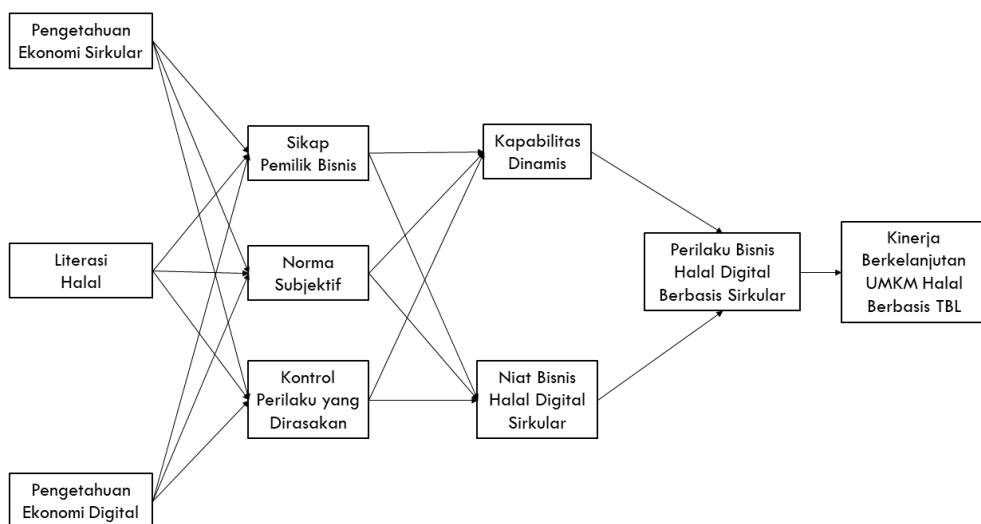 Pengetahuan
Ekonomi Sirkular
Literasi
Halal
Pengetahuan
Ekonomi Digital
Sikap
Pemilik Bisnis
Norma
Subjektif
Kontrol
Perilaku yang
Dirasakan
Kapabilitas
Dinamis
Niat Bisnis
Halal Digital
Sirkular
Perilaku Bisnis
Halal Digital
Berbasis Sirkular
Kinerja
Berkelanjutan
UMKM Halal
Berbasis TBL